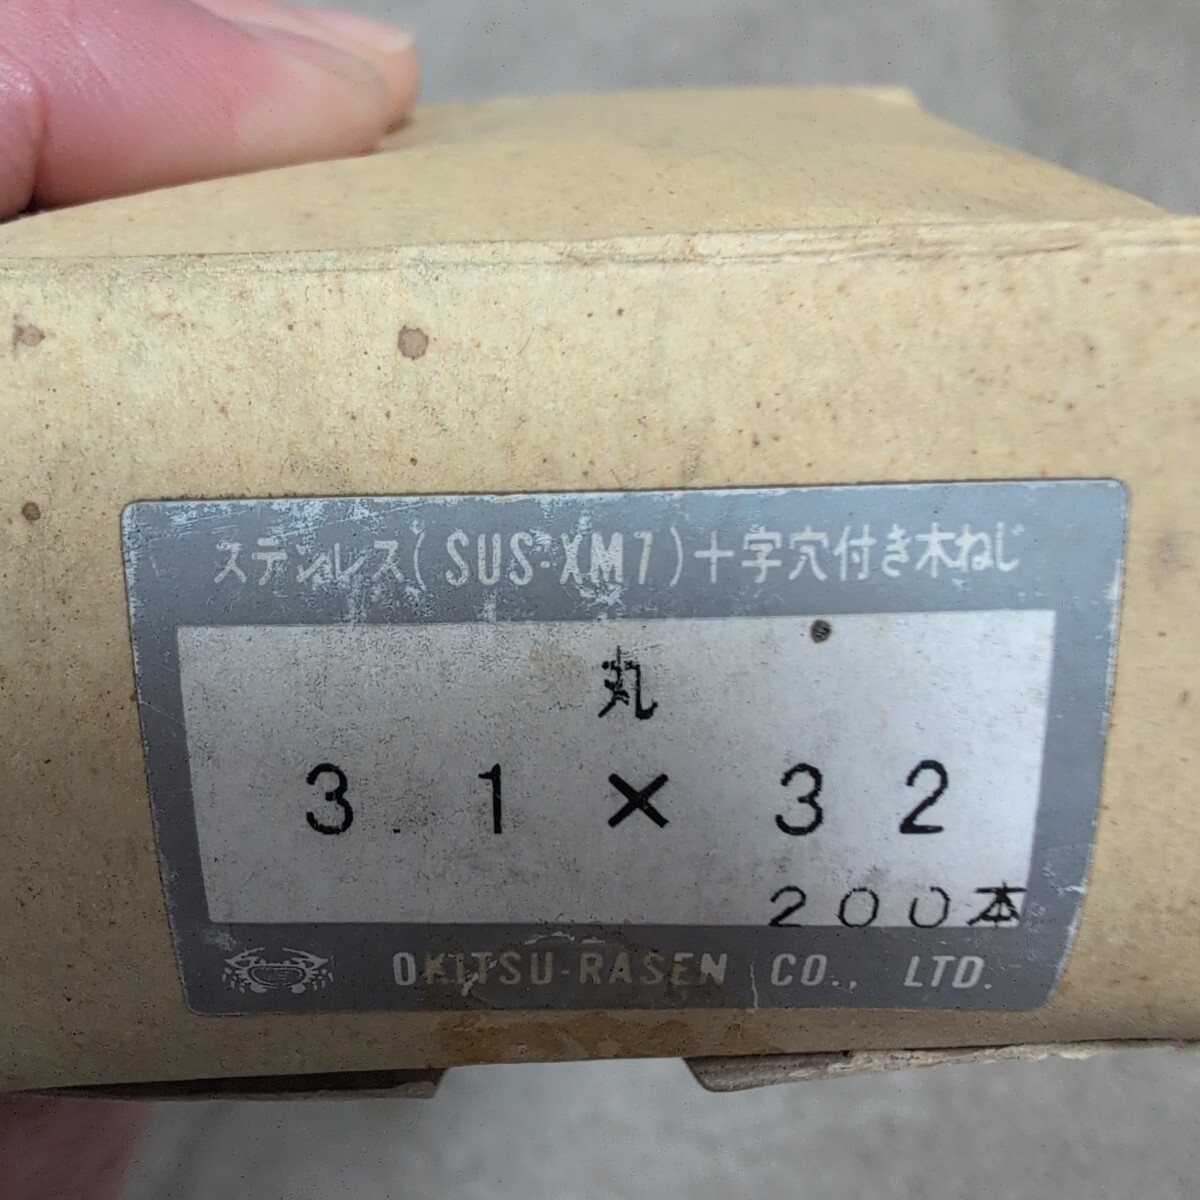 ステンレス(SUS-XM7)十字穴付き木ねじ
丸
3.1×32
200本
OKITSU-RASEN CO., LTD.